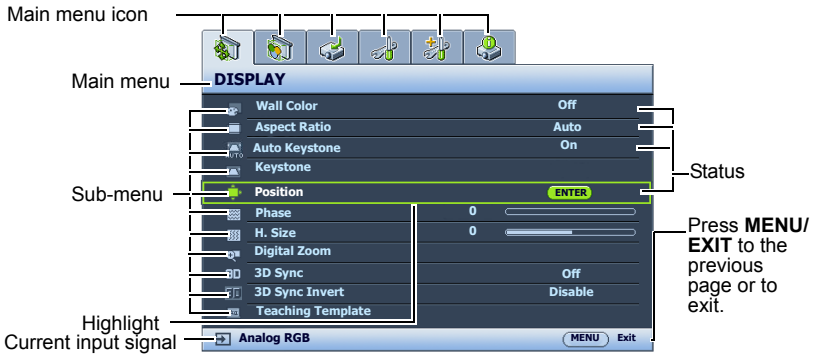 Main menu icon
Main menu
DISPLAY
Wall Color Off
Aspect Ratio Auto
AUTO
Auto Keystone On
Keystone
Status
Sub-menu
Position ENTER
Phase 0
H. Size 0
Digital Zoom
3D 3D Sync Off
3D Sync Invert Disable
Teaching Template
Press MENU/
EXIT to the
previous
page or to
exit.
Highlight
Current input signal
Analog RGB MENU Exit